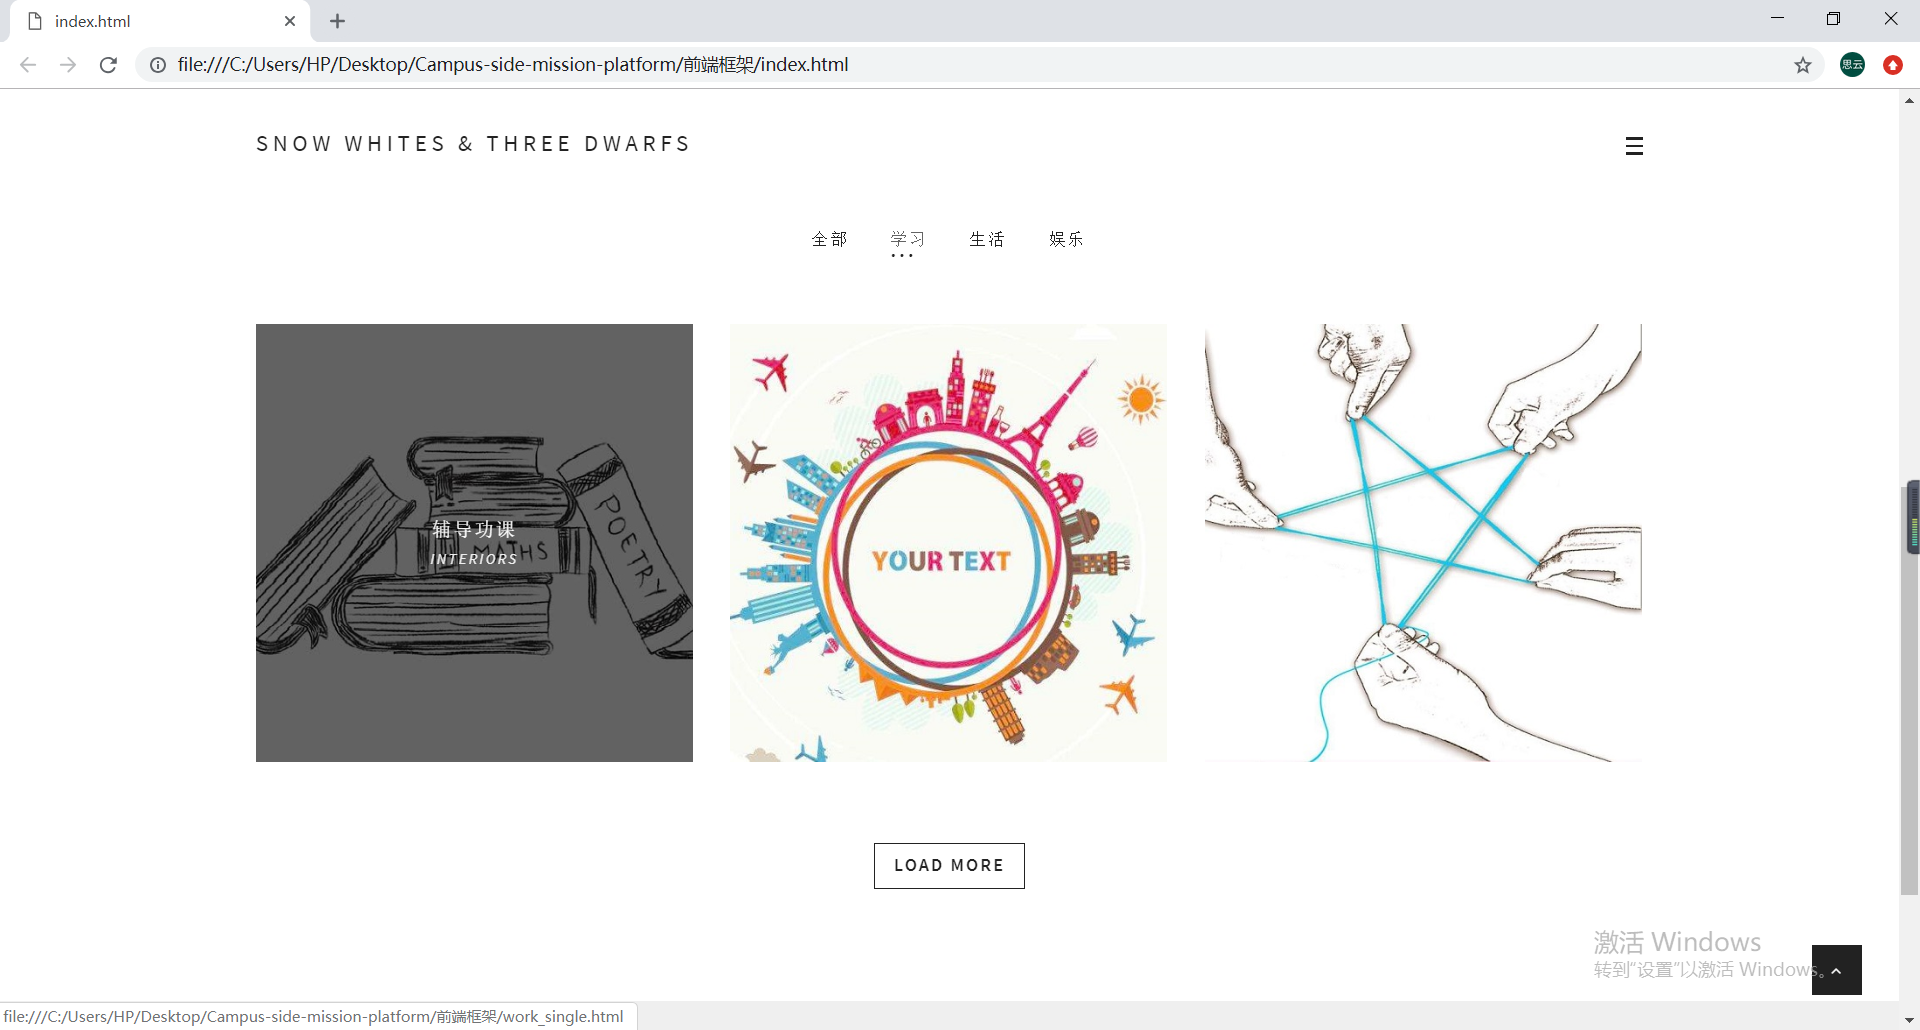 index.html
file:///C:/Users/HP/Desktop/Campus-side-mission-platform/前端框架/index.html
思云
SNOW WHITES & THREE DWARFS
全部 学习 生活 娱乐
辅导功课
INTERIORS
MATHS
POETRY
YOUR TEXT
LOAD MORE
激活 Windows
转到“设置”以激活 Windows。
file:///C:/Users/HP/Desktop/Campus-side-mission-platform/前端框架/work_single.html